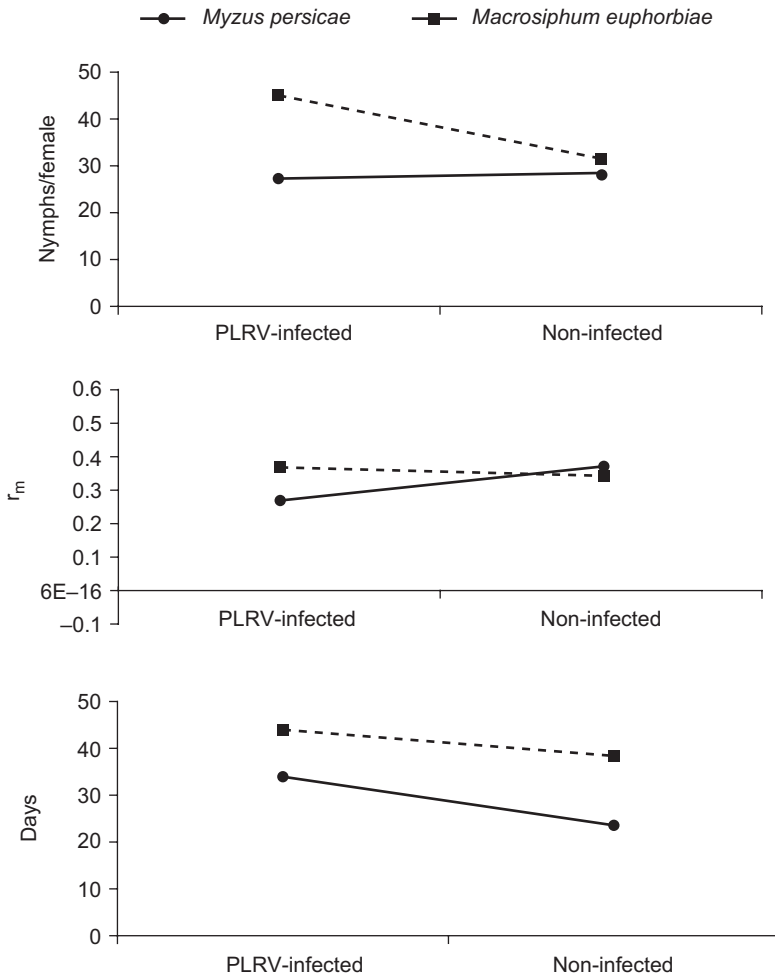 Myzus persicae Macrosiphum euphorbiae
50
40
30
20
10
0
Nymphs/female
PLRV-infected Non-infected
0.6
0.5
0.4
0.3
0.2
0.1
6E–16
–0.1
rm
PLRV-infected Non-infected
50
40
30
20
10
0
Days
PLRV-infected Non-infected